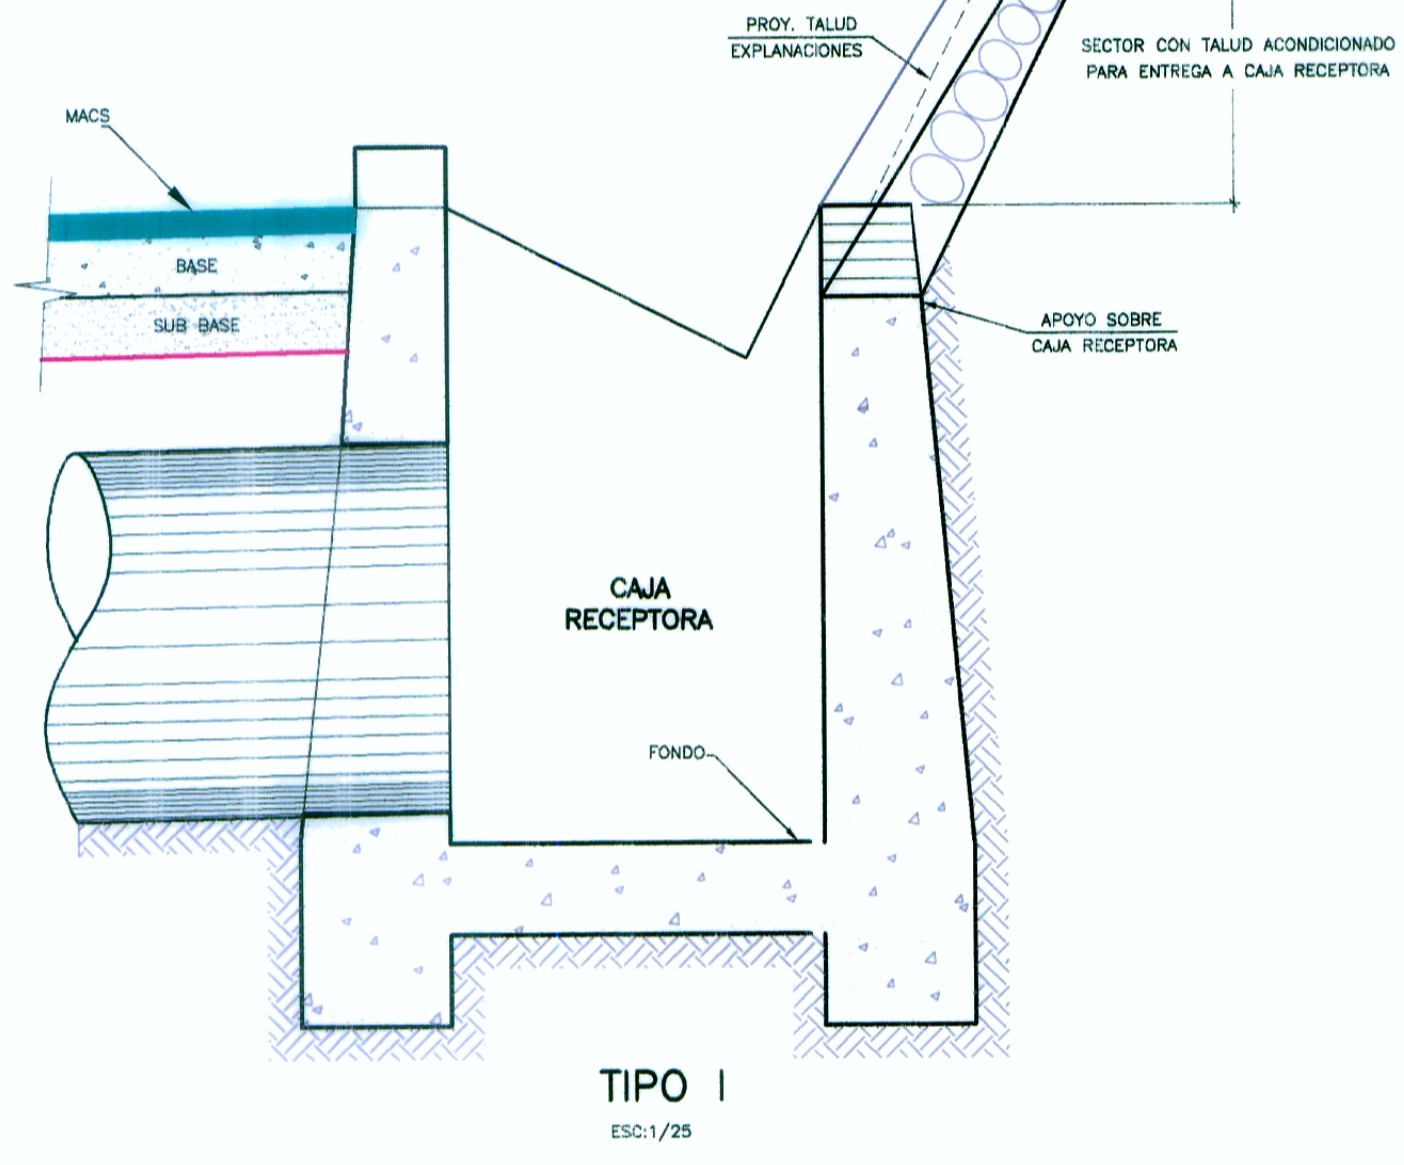 PROY. TALUD
EXPLANACIONES
SECTOR CON TALUD ACONDICIONADO
PARA ENTREGA A CAJA RECEPTORA
MACS
BASE
SUB BASE
APOYO SOBRE
CAJA RECEPTORA
CAJA
RECEPTORA
FONDO
TIPO I
ESC:1/25